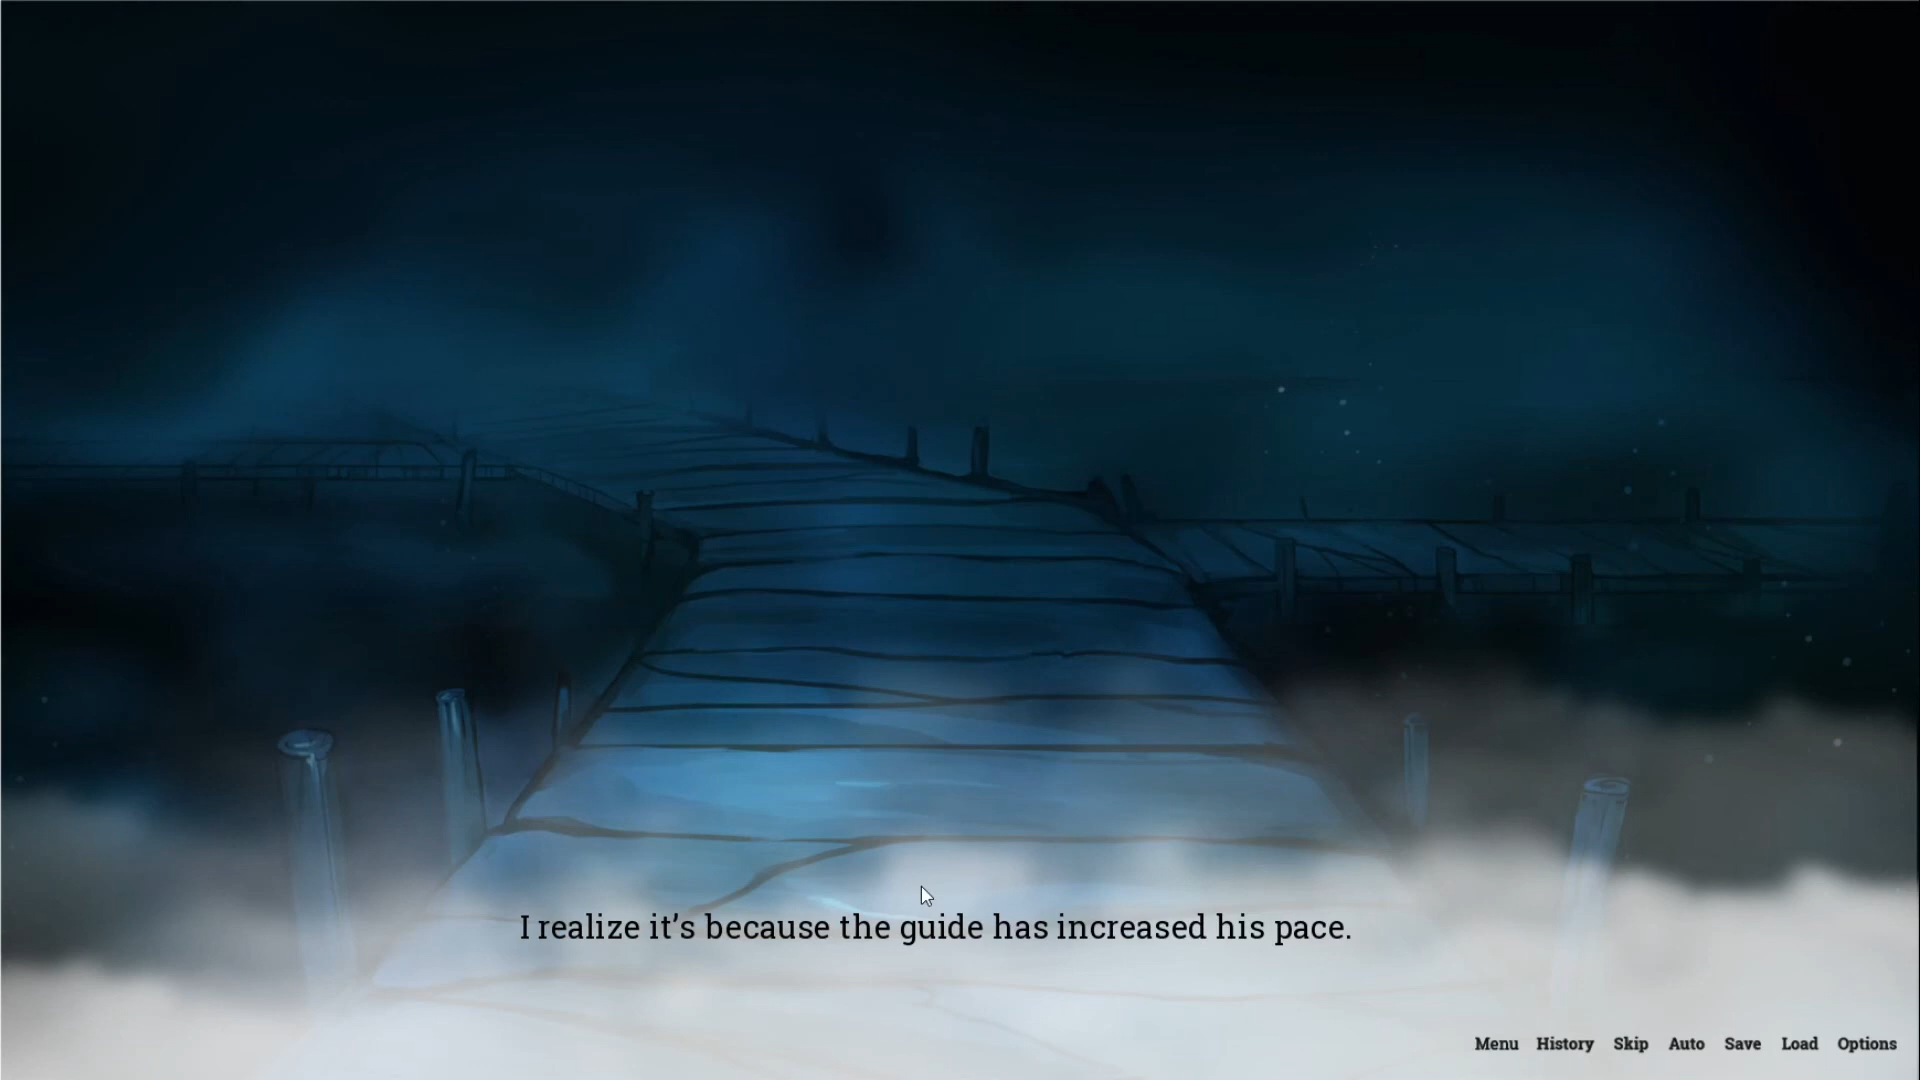 I realize it’s because the guide has increased his pace.
Menu History Skip Auto Save Load Options